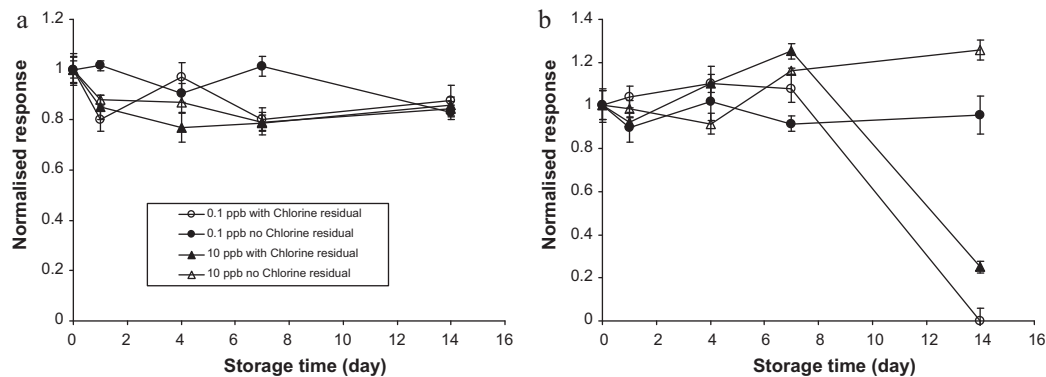 a
1.2
1
0.8
0.6
0.4
0.2
0
Normalised response
0.1 ppb with Chlorine residual
0.1 ppb no Chlorine residual
10 ppb with Chlorine residual
10 ppb no Chlorine residual
0 2 4 6 8 10 12 14 16
Storage time (day)
b
1.4
1.2
1
0.8
0.6
0.4
0.2
0
Normalised response
0 2 4 6 8 10 12 14 16
Storage time (day)